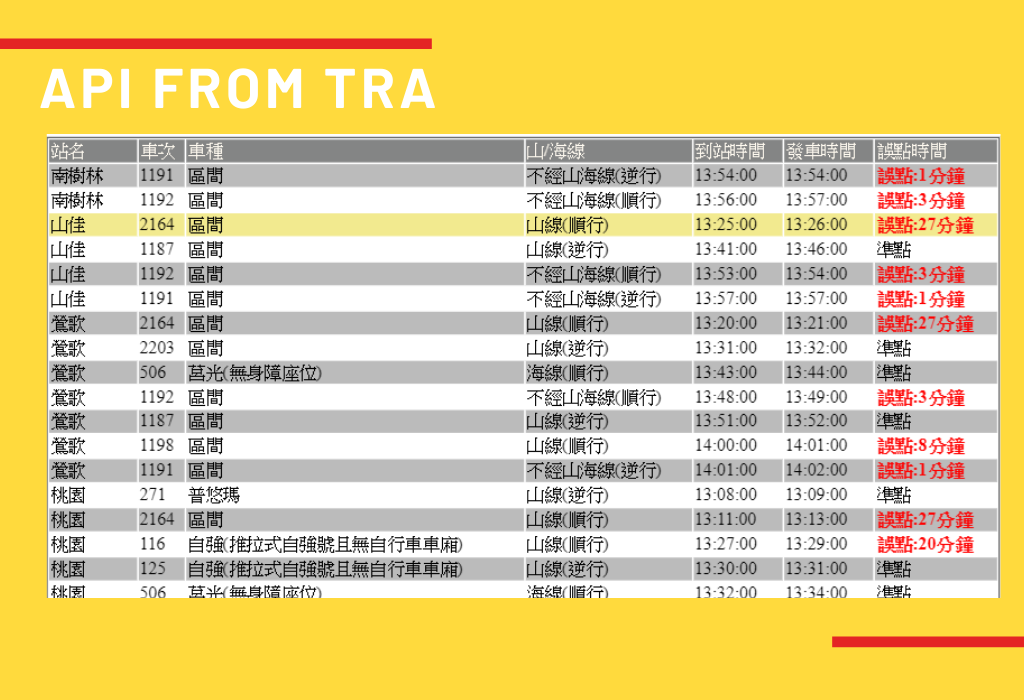 API FROM TRA
站名 車次 車種 山/海線 到站時間 發車時間 誤點時間
南樹林 1191 區間 不經山海線(逆行) 13:54:00 13:54:00 誤點:1分鐘
南樹林 1192 區間 不經山海線(順行) 13:56:00 13:57:00 誤點:3分鐘
山佳 2164 區間 山線(順行) 13:25:00 13:26:00 誤點:27分鐘
山佳 1187 區間 山線(逆行) 13:41:00 13:46:00 準點
山佳 1192 區間 不經山海線(順行) 13:53:00 13:54:00 誤點:3分鐘
山佳 1191 區間 不經山海線(逆行) 13:57:00 13:57:00 誤點:1分鐘
鶯歌 2164 區間 山線(順行) 13:20:00 13:21:00 誤點:27分鐘
鶯歌 2203 區間 山線(逆行) 13:31:00 13:32:00 準點
鶯歌 506 莒光(無身障座位) 海線(順行) 13:43:00 13:44:00 準點
鶯歌 1192 區間 不經山海線(順行) 13:48:00 13:49:00 誤點:3分鐘
鶯歌 1187 區間 山線(逆行) 13:51:00 13:52:00 準點
鶯歌 1198 區間 山線(順行) 14:00:00 14:01:00 誤點:8分鐘
鶯歌 1191 區間 不經山海線(逆行) 14:01:00 14:02:00 誤點:1分鐘
桃園 271 普悠瑪 山線(逆行) 13:08:00 13:09:00 準點
桃園 2164 區間 山線(順行) 13:11:00 13:13:00 誤點:27分鐘
桃園 116 自強(推拉式自強號且無自行車車廂) 山線(順行) 13:27:00 13:29:00 誤點:20分鐘
桃園 125 自強(推拉式自強號且無自行車車廂) 山線(逆行) 13:30:00 13:31:00 準點
桃園 506 莒光(無身障座位) 海線(順行) 13:32:00 13:34:00 準點